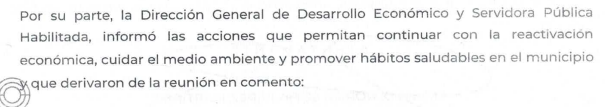 Por su parte, la Dirección General de Desarrollo Económico y Servidora Pública
Habilitada, informó las acciones que permitan continuar con la reactivación
económica, cuidar el medio ambiente y promover hábitos saludables en el municipio
y que derivaron de la reunión en comento: